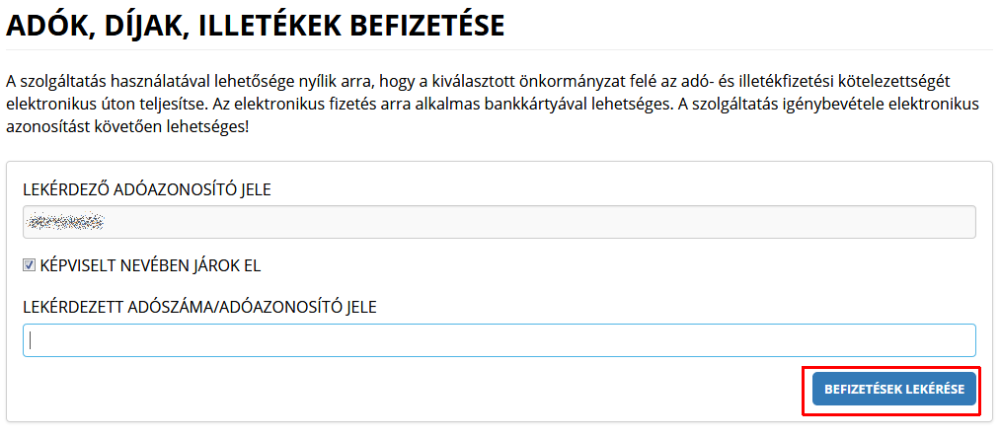 ADÓK, DÍJAK, ILLETÉKEK BEFIZETÉSE
A szolgáltatás használatával lehetősége nyílik arra, hogy a kiválasztott önkormányzat felé az adó- és illetékfizetési kötelezettségét
elektronikus úton teljesítse. Az elektronikus fizetés arra alkalmas bankkártyával lehetséges. A szolgáltatás igénybevétele elektronikus
azonosítást követően lehetséges!
LEKÉRDEZŐ ADÓAZONOSÍTÓ JELE
KÉPVISELT NEVÉBEN JÁROK EL
LEKÉRDEZETT ADÓSZÁMA/ADÓAZONOSÍTÓ JELE
BEFIZETÉSEK LEKÉRÉSE